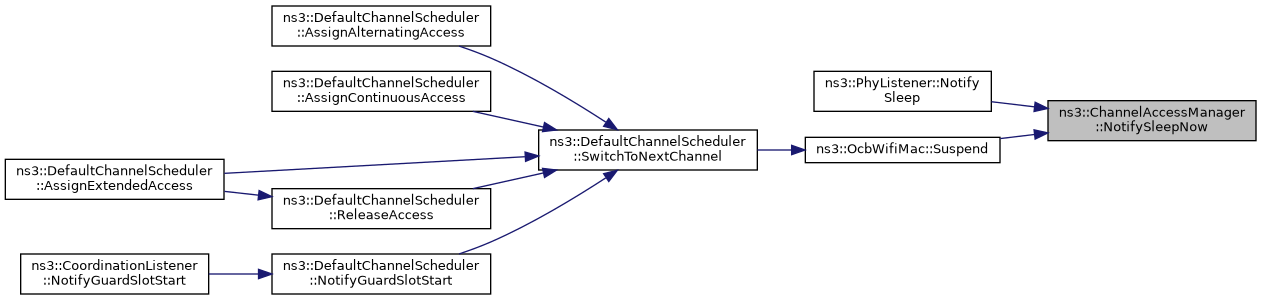 ns3::DefaultChannelScheduler
::AssignAlternatingAccess
ns3::DefaultChannelScheduler
::AssignContinuousAccess
ns3::PhyListener::Notify
Sleep
ns3::ChannelAccessManager
::NotifySleepNow
ns3::DefaultChannelScheduler
::SwitchToNextChannel
ns3::OcbWifiMac::Suspend
ns3::DefaultChannelScheduler
::AssignExtendedAccess
ns3::DefaultChannelScheduler
::ReleaseAccess
ns3::CoordinationListener
::NotifyGuardSlotStart
ns3::DefaultChannelScheduler
::NotifyGuardSlotStart